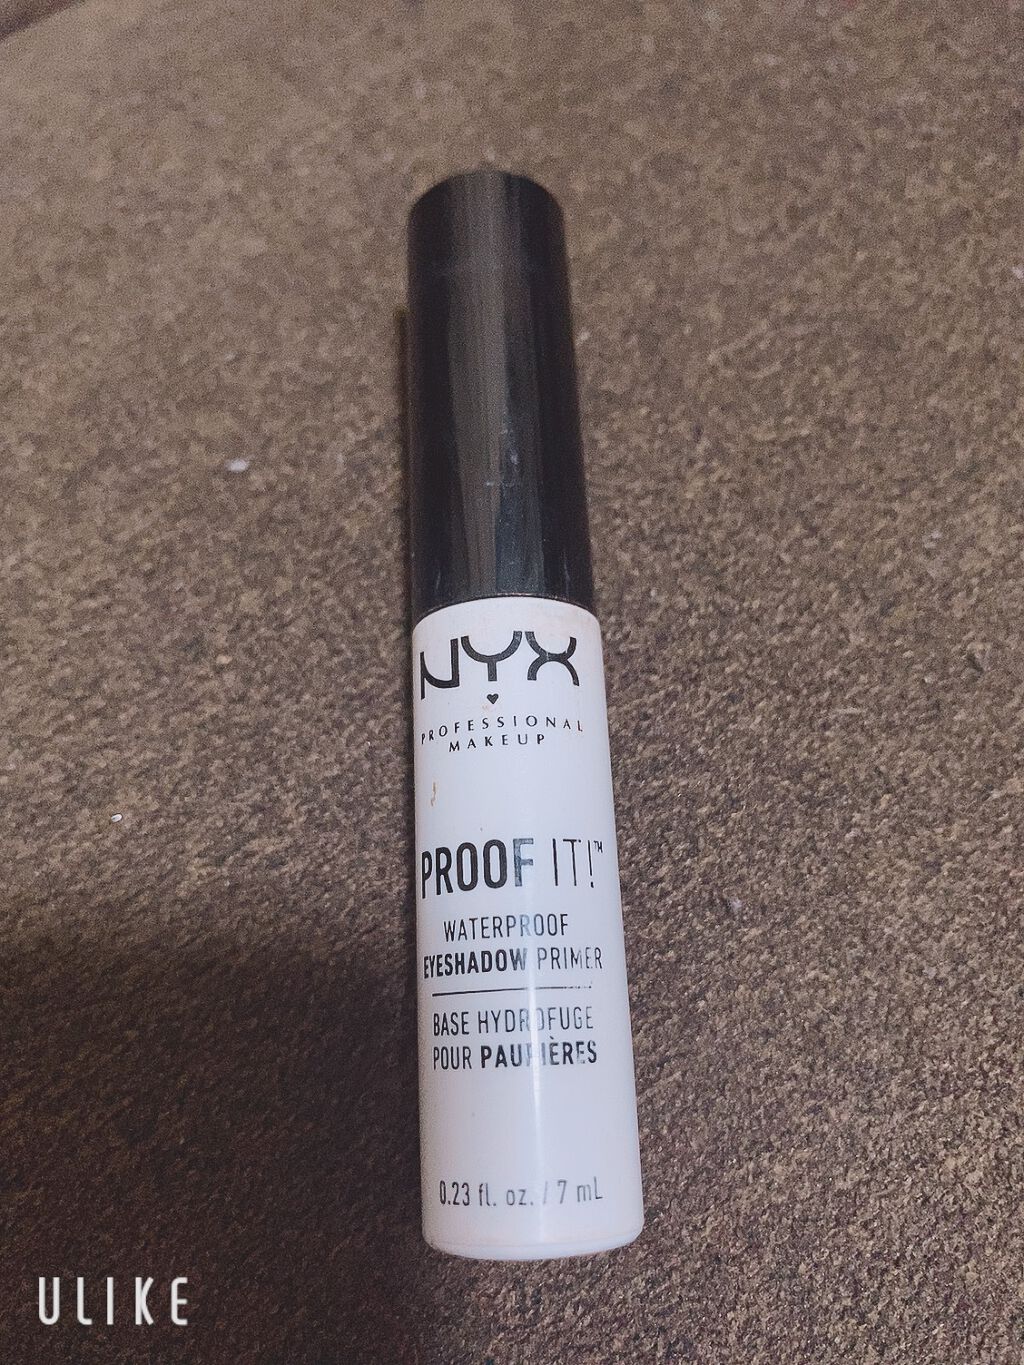 NYX
PROFESSIONAL
MAKEUP
PROOF IT!™
WATERPROOF
EYESHADOW PRIMER
BASE HYDROFUGE
POUR PAUPIÈRES
0.23 fl. oz. / 7 mL
ULIKE